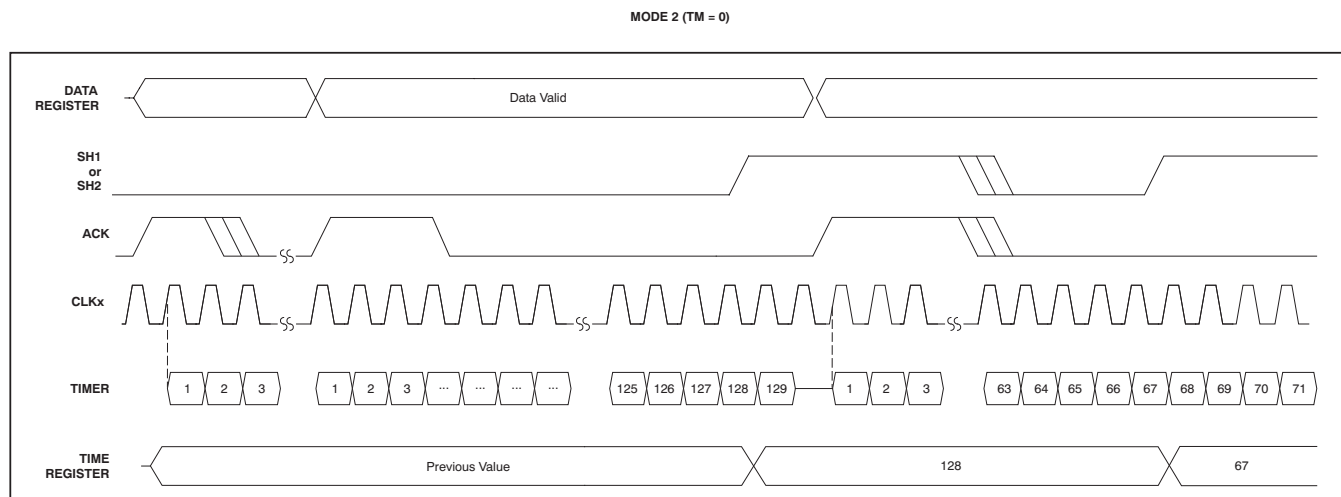 MODE 2 (TM = 0)
DATA
REGISTER
Data Valid
SH1
or
SH2
ACK
CLKx
TIMER
1 2 3 1 2 3 ... ... ... ... 125 126 127 128 129 1 2 3 63 64 65 66 67 68 69 70 71
TIME
REGISTER
Previous Value 128 67